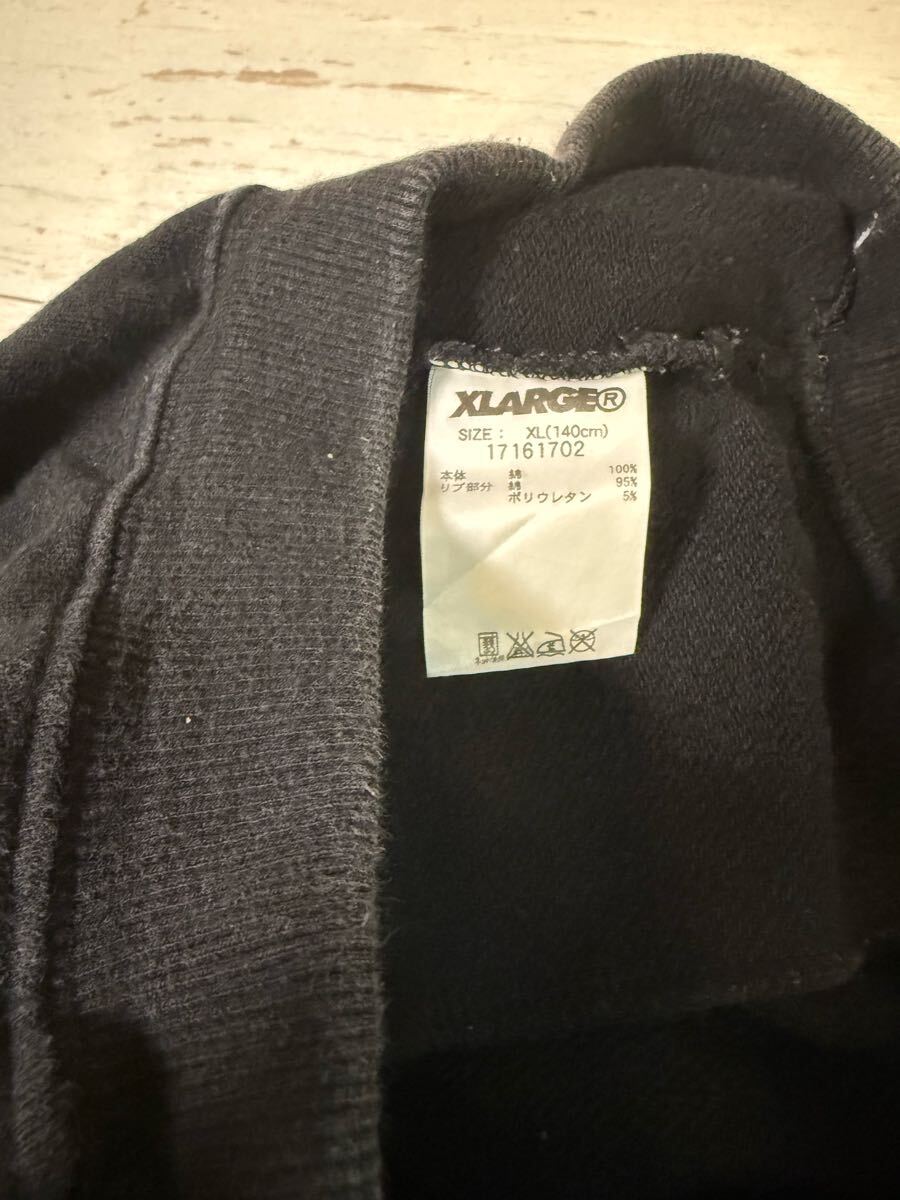 XLARGE®
SIZE : XL(140cm)
17161702
本体 綿 100%
リブ部分 綿 95%
ポリウレタン 5%